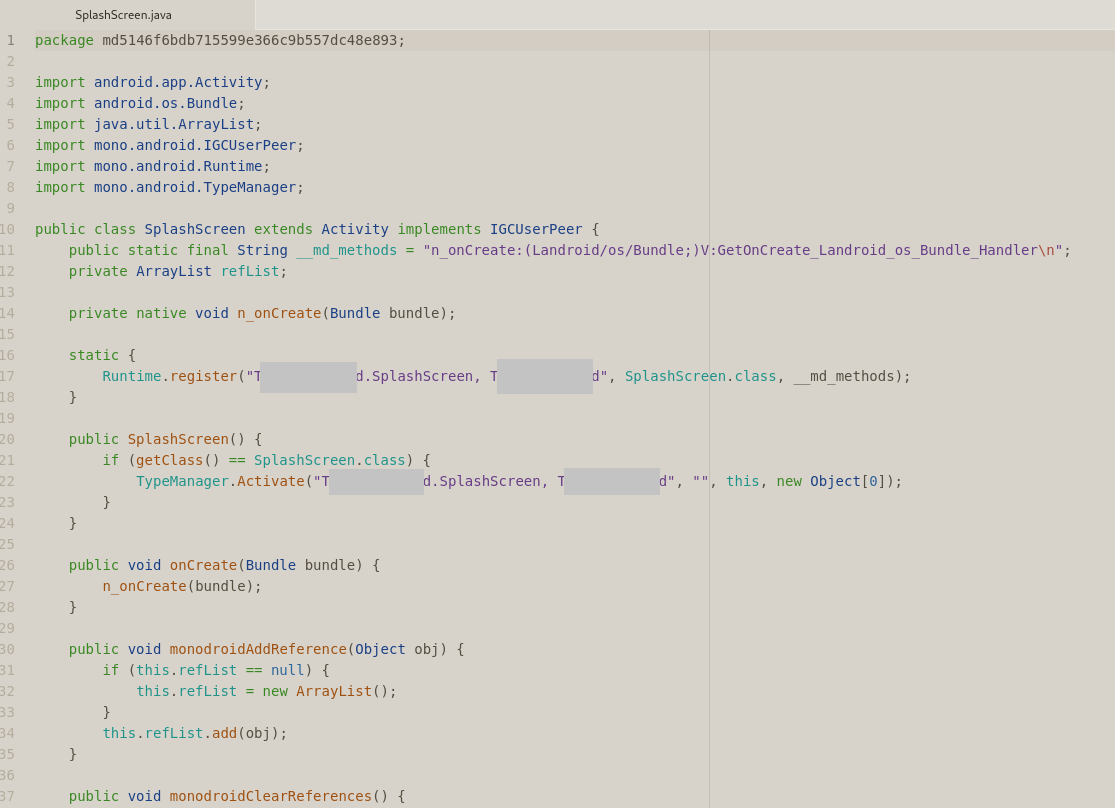 SplashScreen.java
1 package md5146f6bdb715599e366c9b557dc48e893;
2
3 import android.app.Activity;
4 import android.os.Bundle;
5 import java.util.ArrayList;
6 import mono.android.IGCUserPeer;
7 import mono.android.Runtime;
8 import mono.android.TypeManager;
9
10 public class SplashScreen extends Activity implements IGCUserPeer {
11     public static final String __md_methods = "n_onCreate:(Landroid/os/Bundle;)V:GetOnCreate_Landroid_os_Bundle_Handler\n";
12     private ArrayList refList;
13
14     private native void n_onCreate(Bundle bundle);
15
16     static {
17         Runtime.register("T d.SplashScreen, T d", SplashScreen.class, __md_methods);
18     }
19
20     public SplashScreen() {
21         if (getClass() == SplashScreen.class) {
22             TypeManager.Activate("T d.SplashScreen, T d", "", this, new Object[0]);
23         }
24     }
25
26     public void onCreate(Bundle bundle) {
27         n_onCreate(bundle);
28     }
29
30     public void monodroidAddReference(Object obj) {
31         if (this.refList == null) {
32             this.refList = new ArrayList();
33         }
34         this.refList.add(obj);
35     }
36
37     public void monodroidClearReferences() {